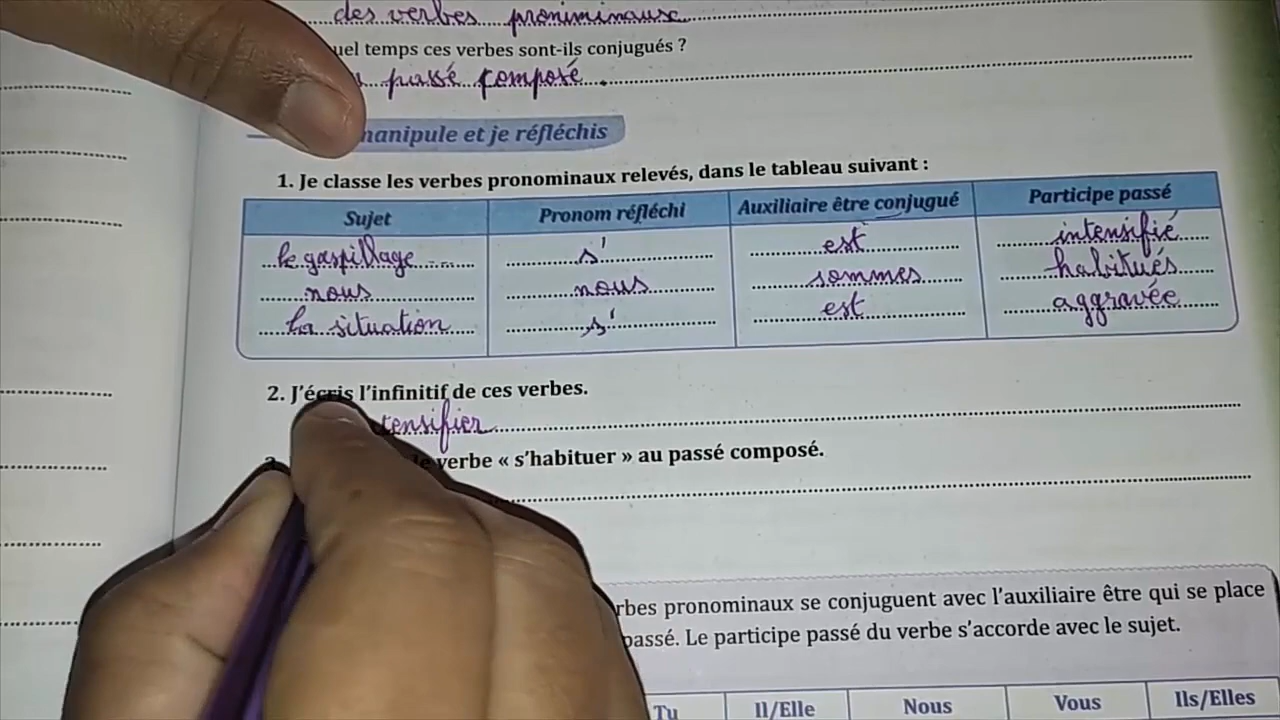 des verbes proniminause
uel temps ces verbes sont-ils conjugués ?
passé composé.
manipule et je réfléchis
1. Je classe les verbes pronominaux relevés, dans le tableau suivant :
Sujet Pronom réfléchi Auxiliaire être conjugué Participe passé
le gaspillage s' est intensifié
nous nous sommes habitués
la situation s' est aggravée
2. J'écris l'infinitif de ces verbes.
tensifier
verbe « s'habituer » au passé composé.
rbes pronominaux se conjuguent avec l'auxiliaire être qui se place
passé. Le participe passé du verbe s'accorde avec le sujet.
Tu Il/Elle Nous Vous Ils/Elles